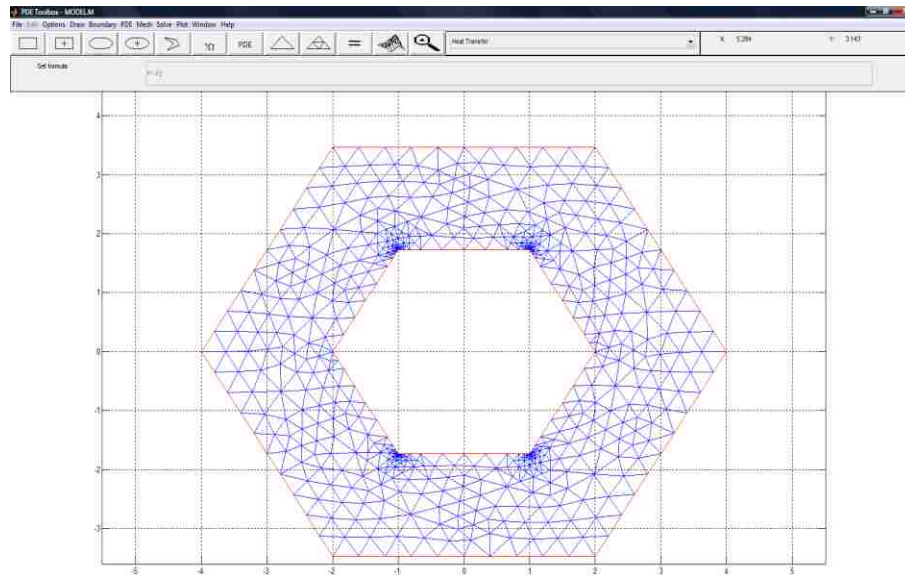 PDE Toolbox - MODEL.M
File Edit Options Draw Boundary PDE Mesh Solve Plot Window Help
PDE = Heat Transfer X: Y: 3.143
Set formula:
4
3
2
1
0
-1
-2
-3
-5 -4 -3 -2 -1 0 1 2 3 4 5